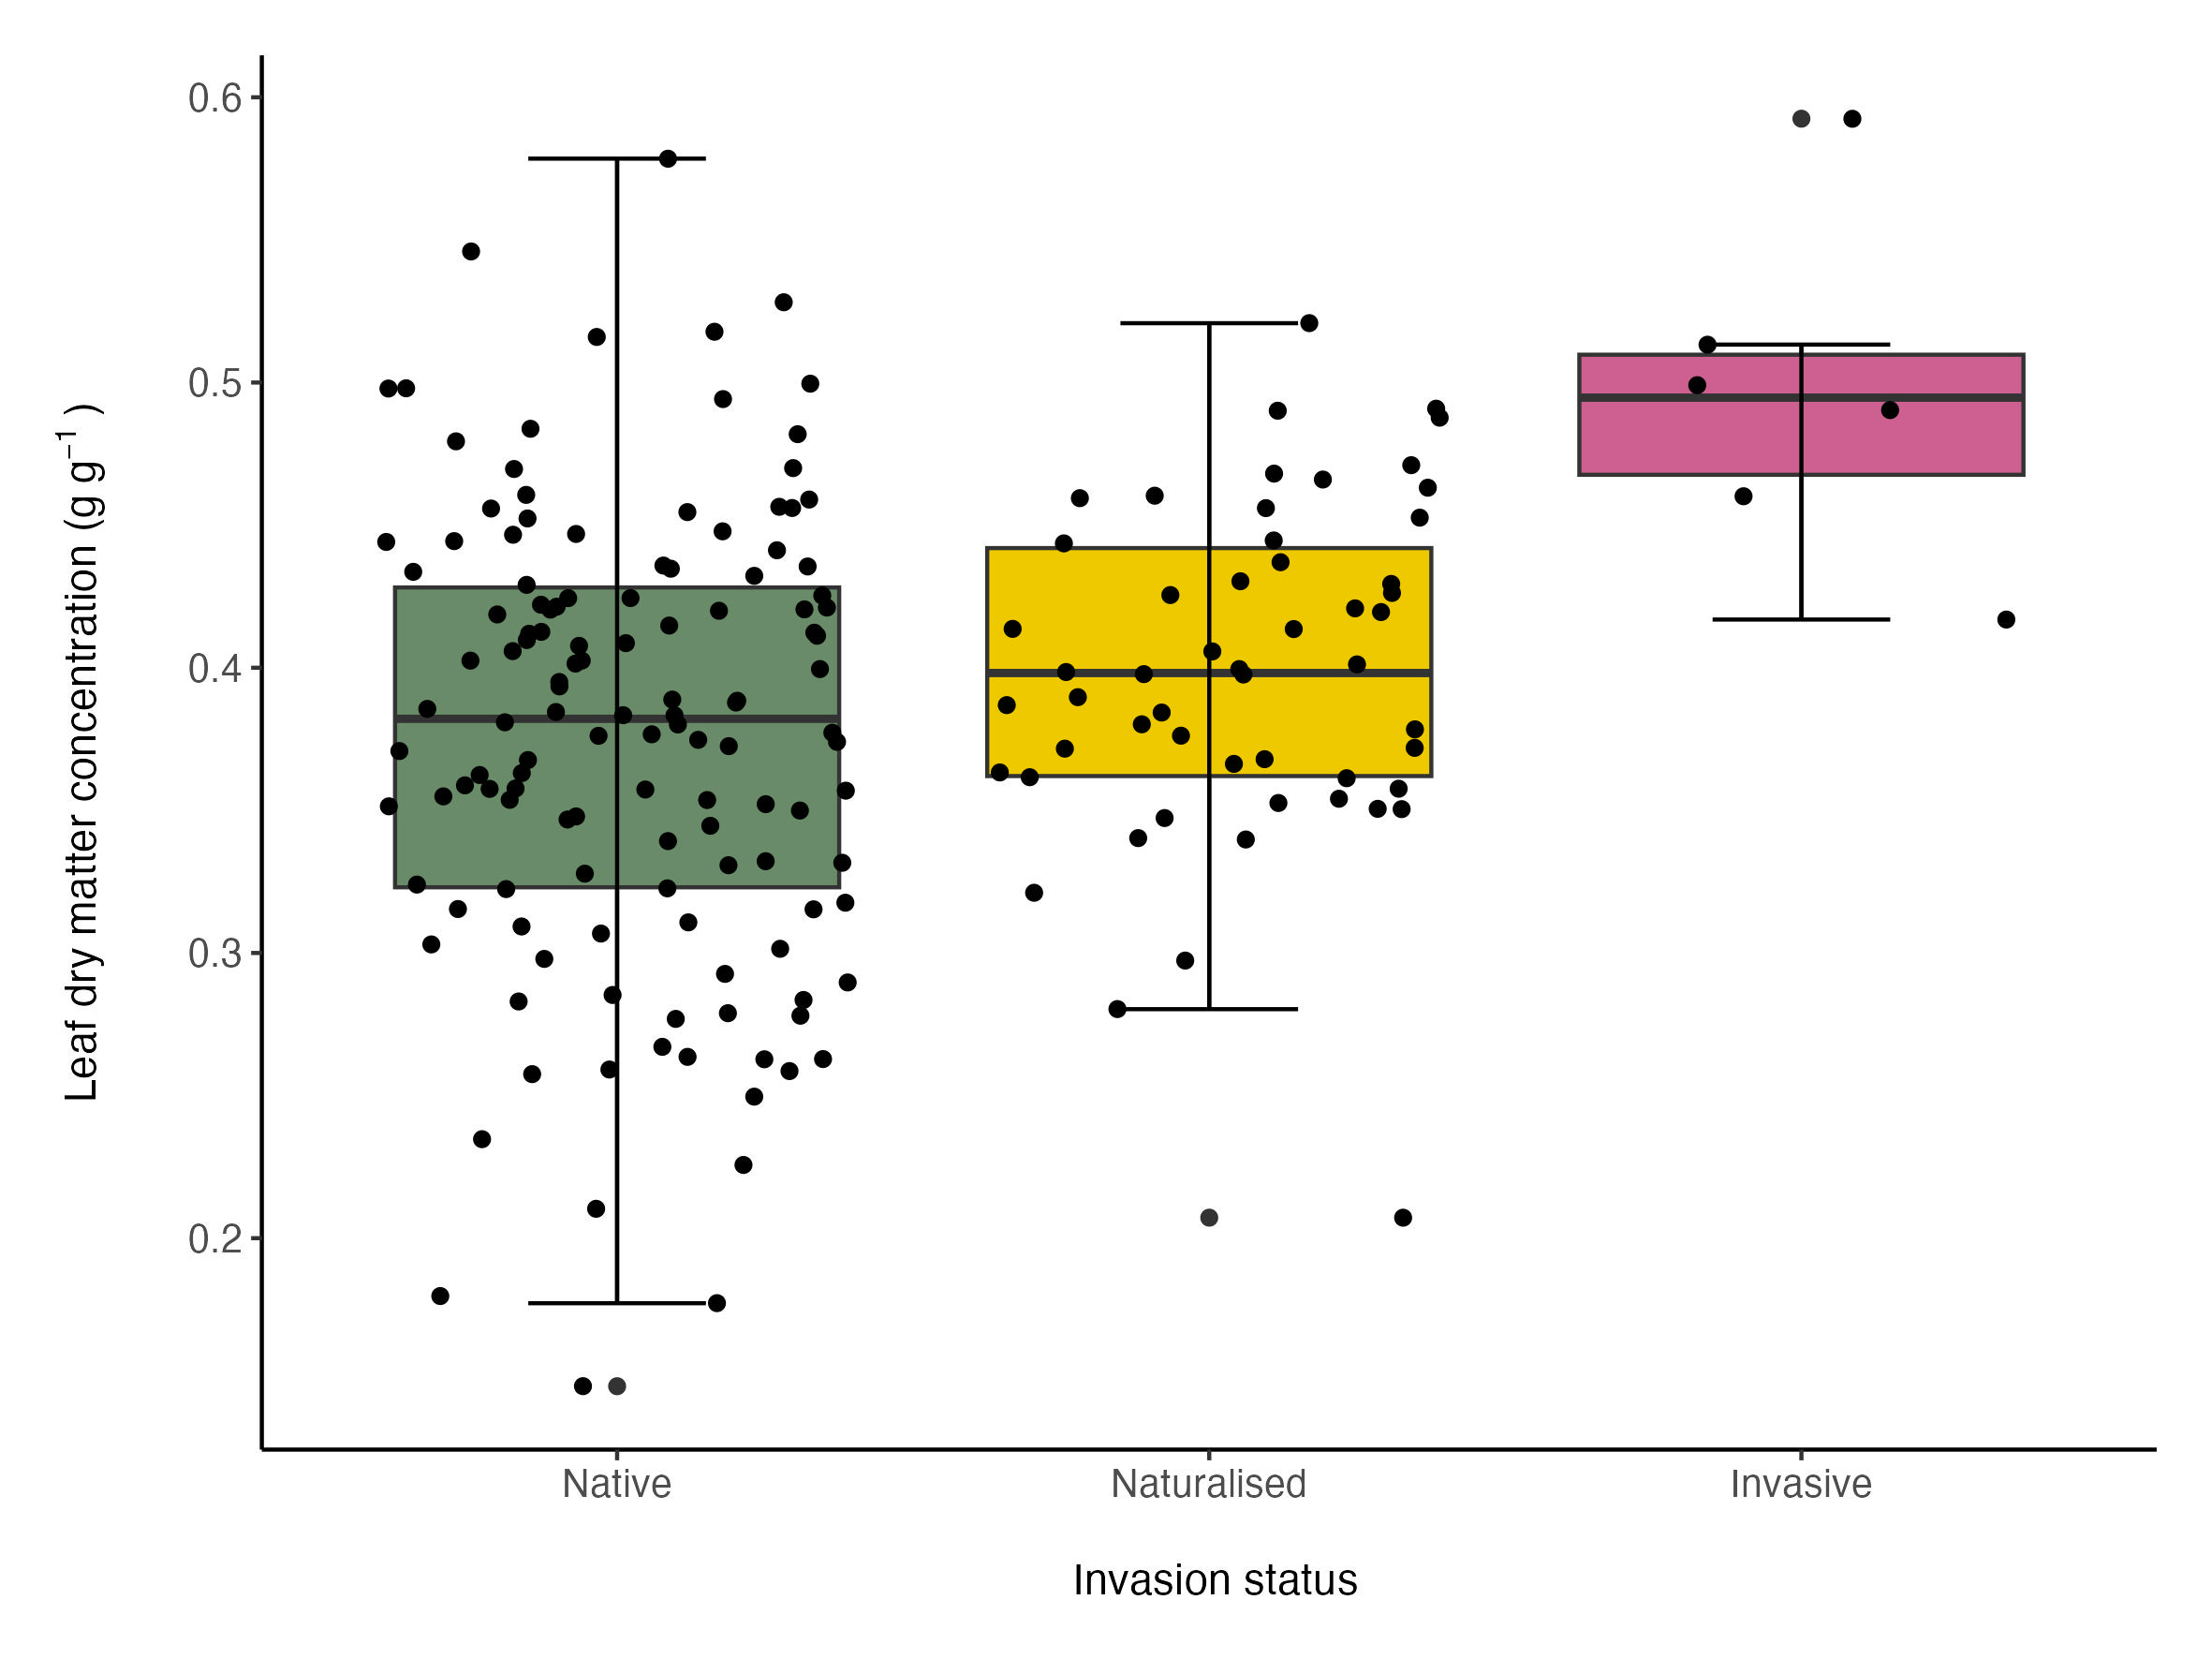 Leaf dry matter concentration (g g⁻¹ )
0.6
0.5
0.4
0.3
0.2
Native Naturalised Invasive
Invasion status